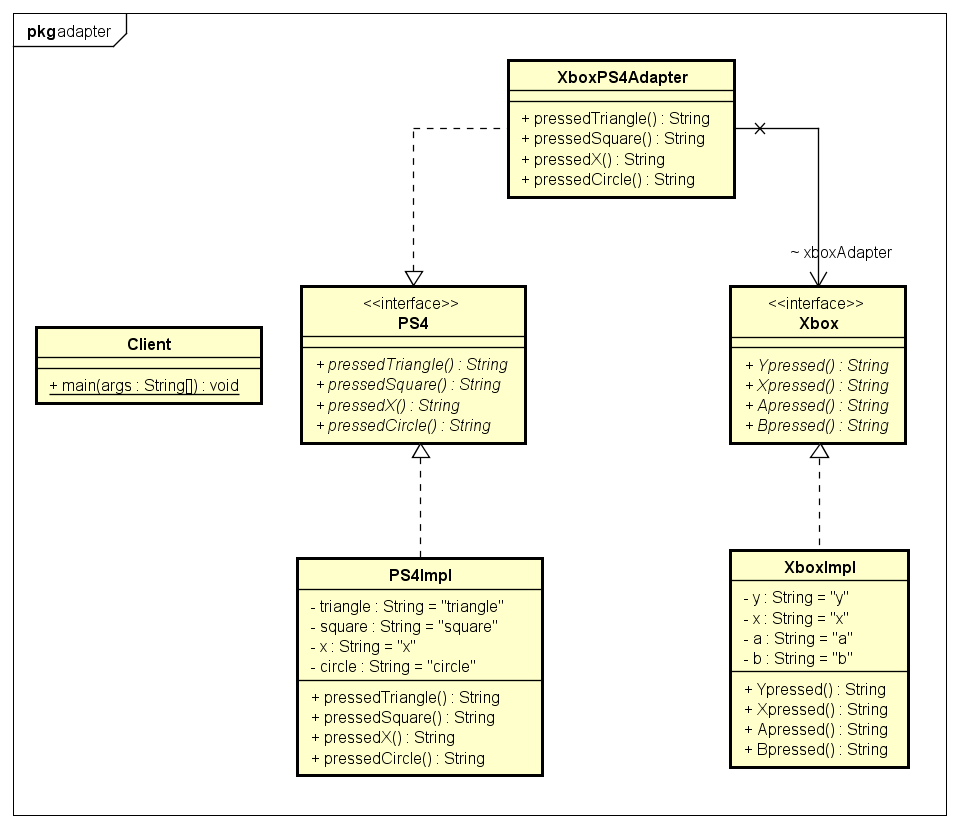 pkg adapter
XboxPS4Adapter
+ pressedTriangle() : String
+ pressedSquare() : String
+ pressedX() : String
+ pressedCircle() : String
~ xboxAdapter
Client
+ main(args : String[]) : void
<<interface>>
PS4
+ pressedTriangle() : String
+ pressedSquare() : String
+ pressedX() : String
+ pressedCircle() : String
<<interface>>
Xbox
+ Ypressed() : String
+ Xpressed() : String
+ Apressed() : String
+ Bpressed() : String
PS4Impl
- triangle : String = "triangle"
- square : String = "square"
- x : String = "x"
- circle : String = "circle"
+ pressedTriangle() : String
+ pressedSquare() : String
+ pressedX() : String
+ pressedCircle() : String
XboxImpl
- y : String = "y"
- x : String = "x"
- a : String = "a"
- b : String = "b"
+ Ypressed() : String
+ Xpressed() : String
+ Apressed() : String
+ Bpressed() : String